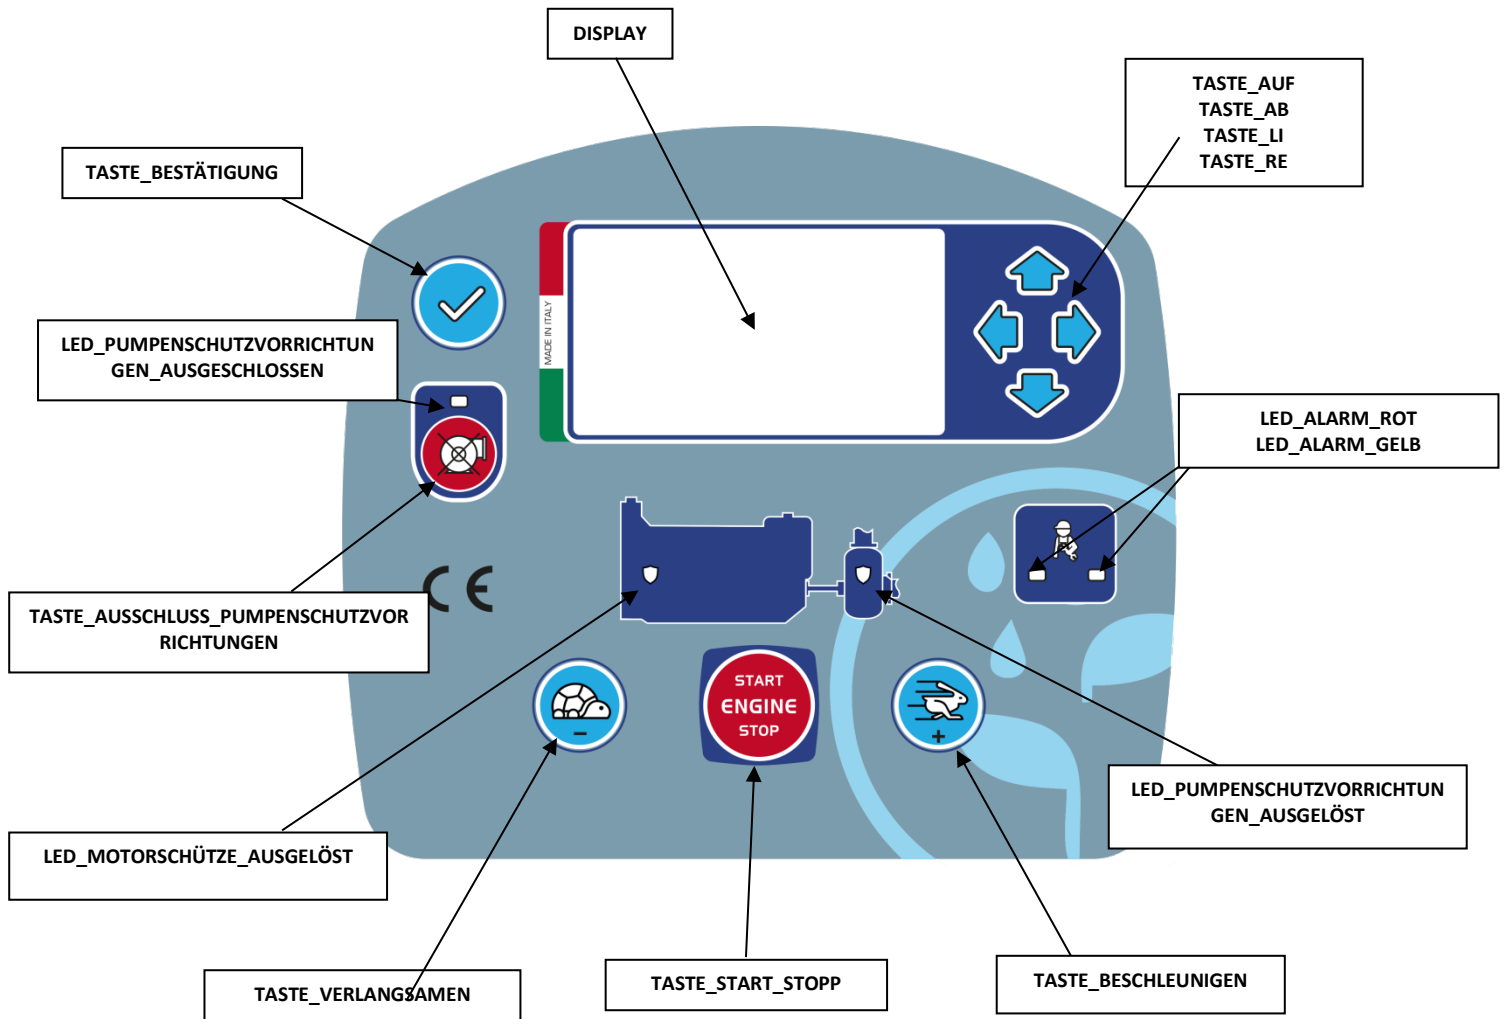 DISPLAY
TASTE_AUF
TASTE_AB
TASTE_LI
TASTE_RE
TASTE_BESTÄTIGUNG
MADE IN ITALY
LED_PUMPENSCHUTZVORRICHTUN
GEN_AUSGESCHLOSSEN
LED_ALARM_ROT
LED_ALARM_GELB
CE
TASTE_AUSSCHLUSS_PUMPENSCHUTZVOR
RICHTUNGEN
START
ENGINE
STOP
−
+
LED_PUMPENSCHUTZVORRICHTUN
GEN_AUSGELÖST
LED_MOTORSCHÜTZE_AUSGELÖST
TASTE_VERLANGSAMEN
TASTE_START_STOPP
TASTE_BESCHLEUNIGEN